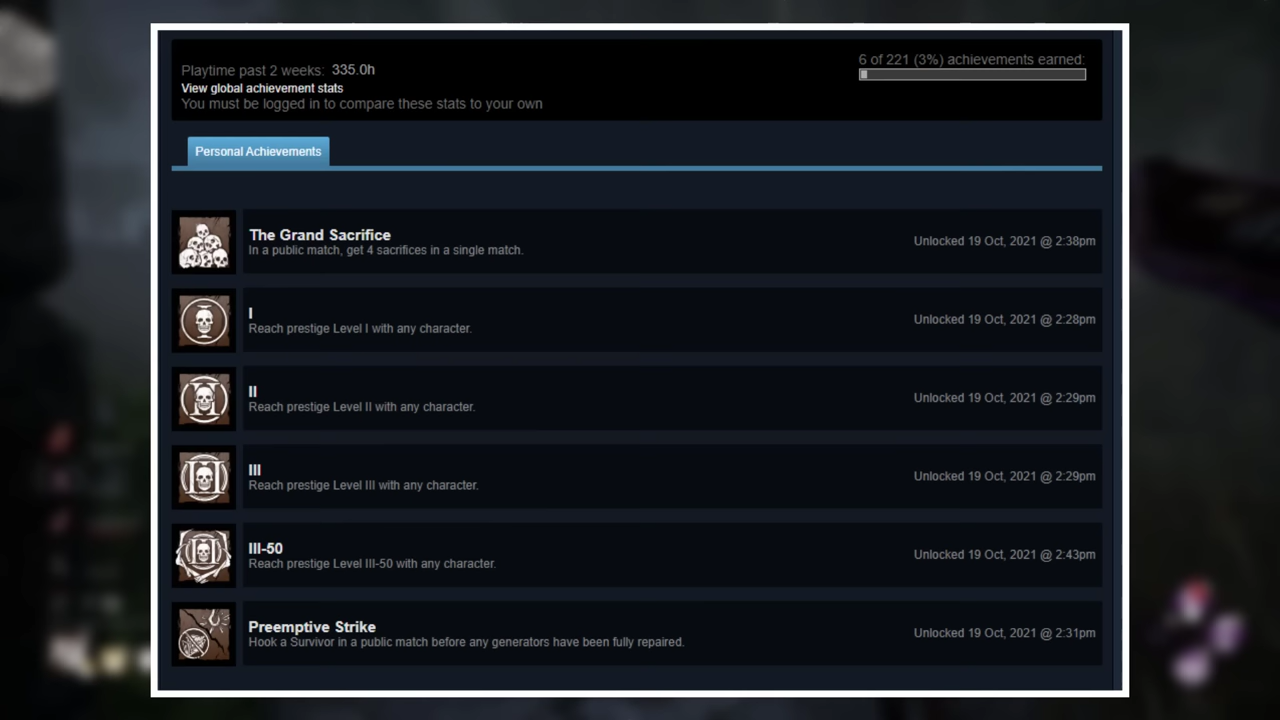 Playtime past 2 weeks: 335.0h
6 of 221 (3%) achievements earned:
View global achievement stats
You must be logged in to compare these stats to your own
Personal Achievements
The Grand Sacrifice
In a public match, get 4 sacrifices in a single match.
Unlocked 19 Oct, 2021 @ 2:38pm
I
Reach prestige Level I with any character.
Unlocked 19 Oct, 2021 @ 2:28pm
II
Reach prestige Level II with any character.
Unlocked 19 Oct, 2021 @ 2:29pm
III
Reach prestige Level III with any character.
Unlocked 19 Oct, 2021 @ 2:29pm
III-50
Reach prestige Level III-50 with any character.
Unlocked 19 Oct, 2021 @ 2:43pm
Preemptive Strike
Hook a Survivor in a public match before any generators have been fully repaired.
Unlocked 19 Oct, 2021 @ 2:31pm